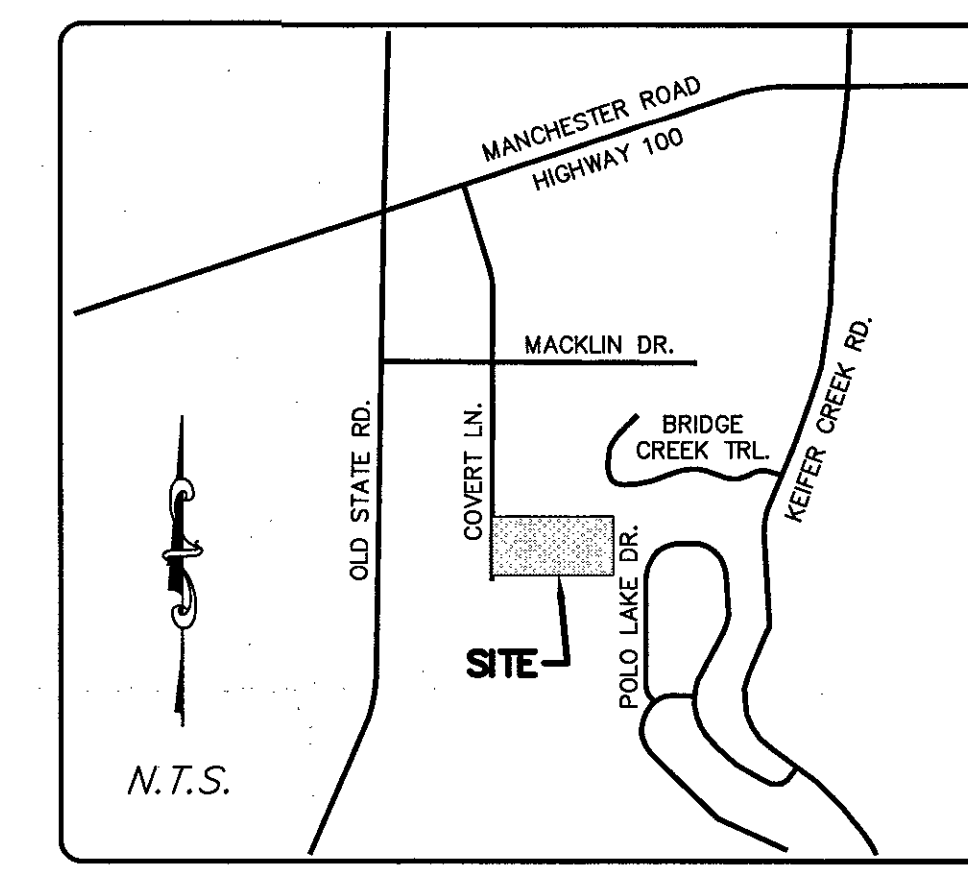 MANCHESTER ROAD
HIGHWAY 100
MACKLIN DR.
OLD STATE RD.
COVERT LN.
BRIDGE
CREEK TRL.
KEIFER CREEK RD.
POLO LAKE DR.
SITE
N.T.S.